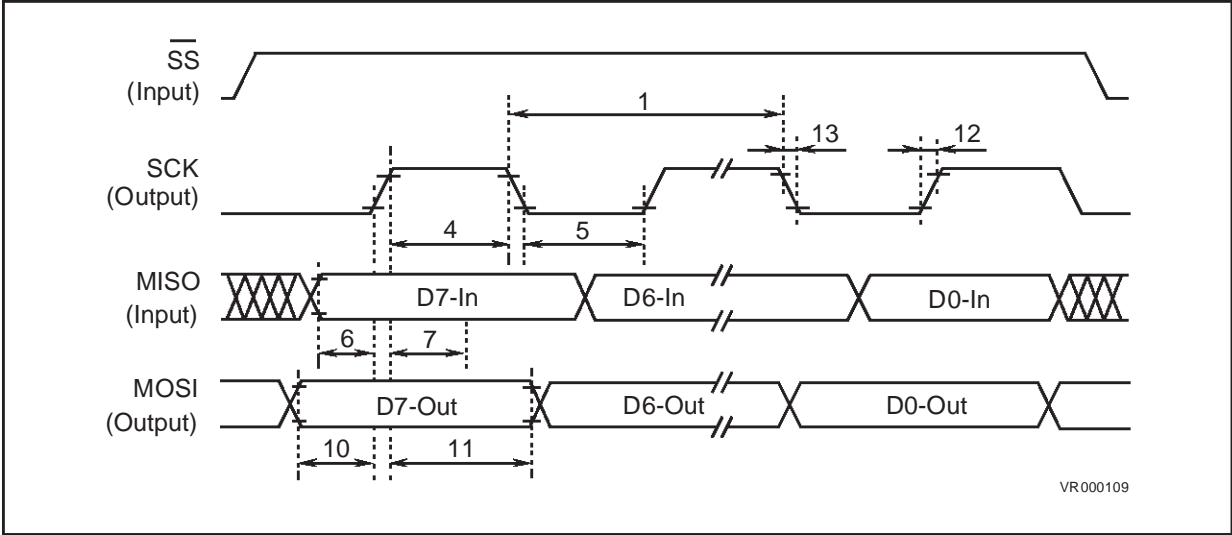 SS
(Input)
1
13
12
SCK
(Output)
4
5
MISO
(Input)
D7-In
D6-In
D0-In
6
7
MOSI
(Output)
D7-Out
D6-Out
D0-Out
10
11
VR000109